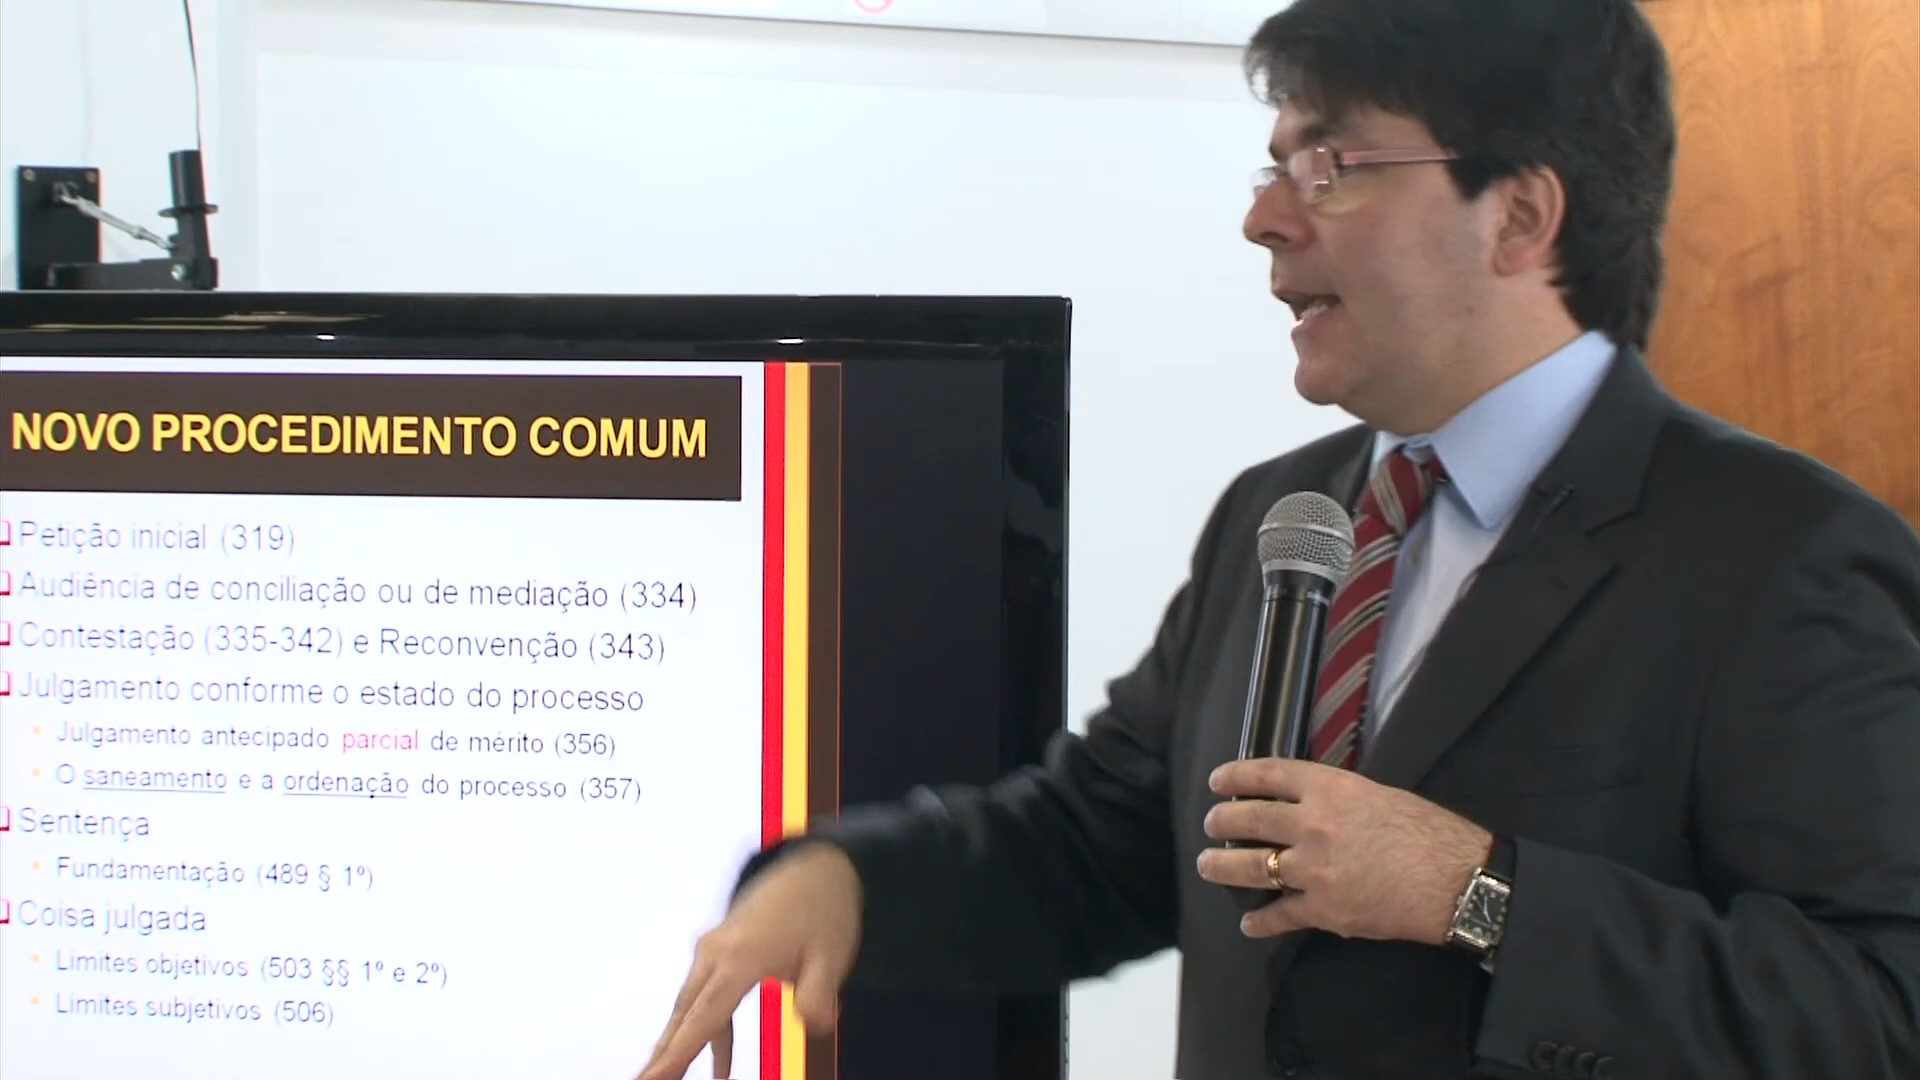 NOVO PROCEDIMENTO COMUM
Petição inicial (319)
Audiência de conciliação ou de mediação (334)
Contestação (335-342) e Reconvenção (343)
Julgamento conforme o estado do processo
Julgamento antecipado parcial de mérito (356)
O saneamento e a ordenação do processo (357)
Sentença
Fundamentação (489 § 1º)
Coisa julgada
Limites objetivos (503 §§ 1º e 2º)
Limites subjetivos (506)